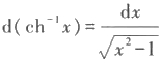 d(ch⁻¹x) = dx/√(x²−1)